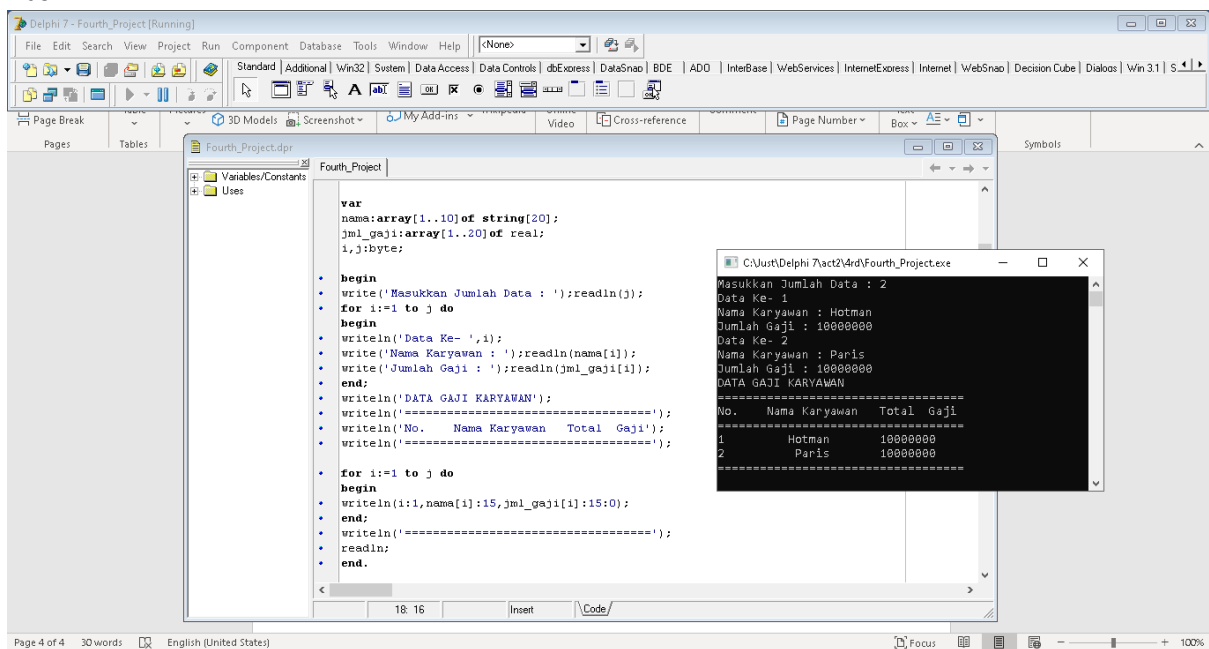 Delphi 7 - Fourth_Project [Running]
File Edit Search View Project Run Component Database Tools Window Help <None>
Standard Additional Win32 System Data Access Data Controls dbExpress DataSnap BDE ADO InterBase WebServices InternetExpress Internet WebSnap Decision Cube Dialogs Win 3.1 S
Page Break 3D Models Screenshot My Add-ins Video Cross-reference Page Number Box
Pages Tables Symbols
Fourth_Project.dpr
Variables/Constants
Uses
Fourth_Project
var
nama:array[1..10]of string[20];
jml_gaji:array[1..20]of real;
i,j:byte;
begin
write('Masukkan Jumlah Data : ');readln(j);
for i:=1 to j do
begin
writeln('Data Ke- ',i);
write('Nama Karyawan : ');readln(nama[i]);
write('Jumlah Gaji : ');readln(jml_gaji[i]);
end;
writeln('DATA GAJI KARYAWAN');
writeln('===================================');
writeln('No.    Nama Karyawan   Total  Gaji');
writeln('===================================');
for i:=1 to j do
begin
writeln(i:1,nama[i]:15,jml_gaji[i]:15:0);
end;
writeln('===================================');
readln;
end.
18: 16 Insert Code
C:\Just\Delphi 7\act2\4rd\Fourth_Project.exe
Masukkan Jumlah Data : 2
Data Ke- 1
Nama Karyawan : Hotman
Jumlah Gaji : 10000000
Data Ke- 2
Nama Karyawan : Paris
Jumlah Gaji : 10000000
DATA GAJI KARYAWAN
===================================
No.    Nama Karyawan   Total  Gaji
===================================
1         Hotman       10000000
2          Paris       10000000
===================================
Page 4 of 4 30 words English (United States) Focus 100%